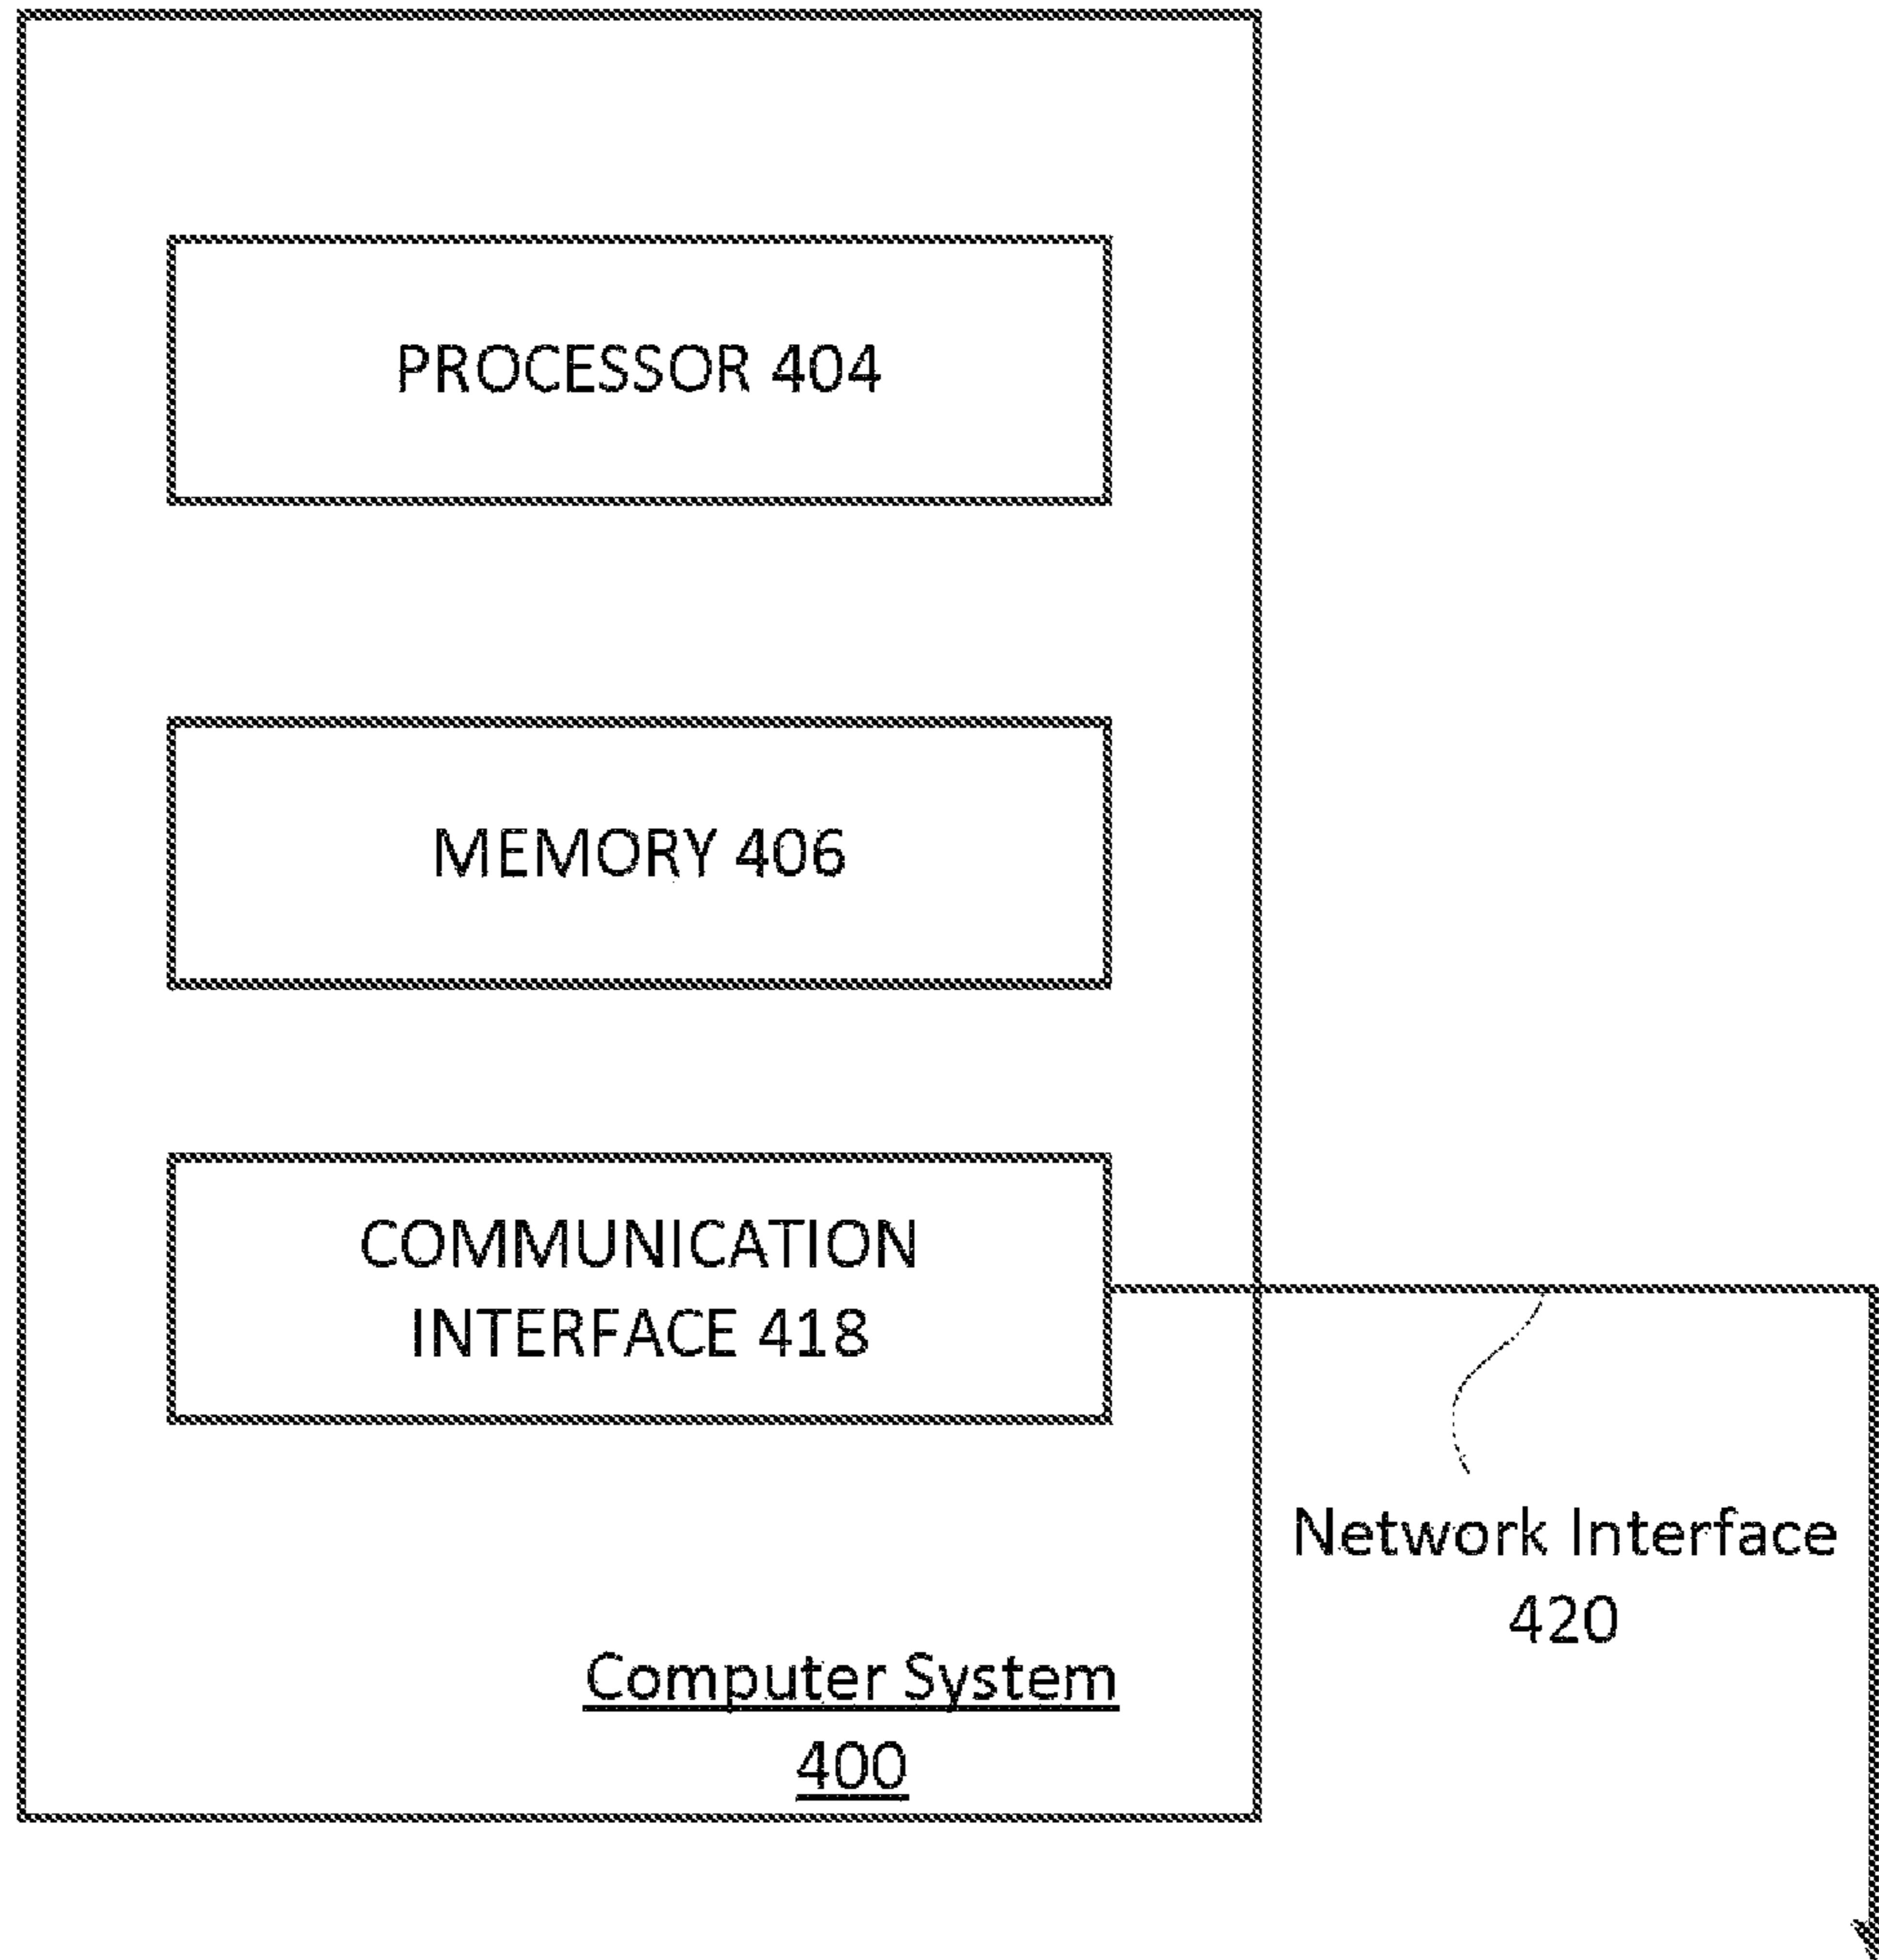 PROCESSOR 404
MEMORY 406
COMMUNICATION
INTERFACE 418
Network Interface
420
Computer System
400